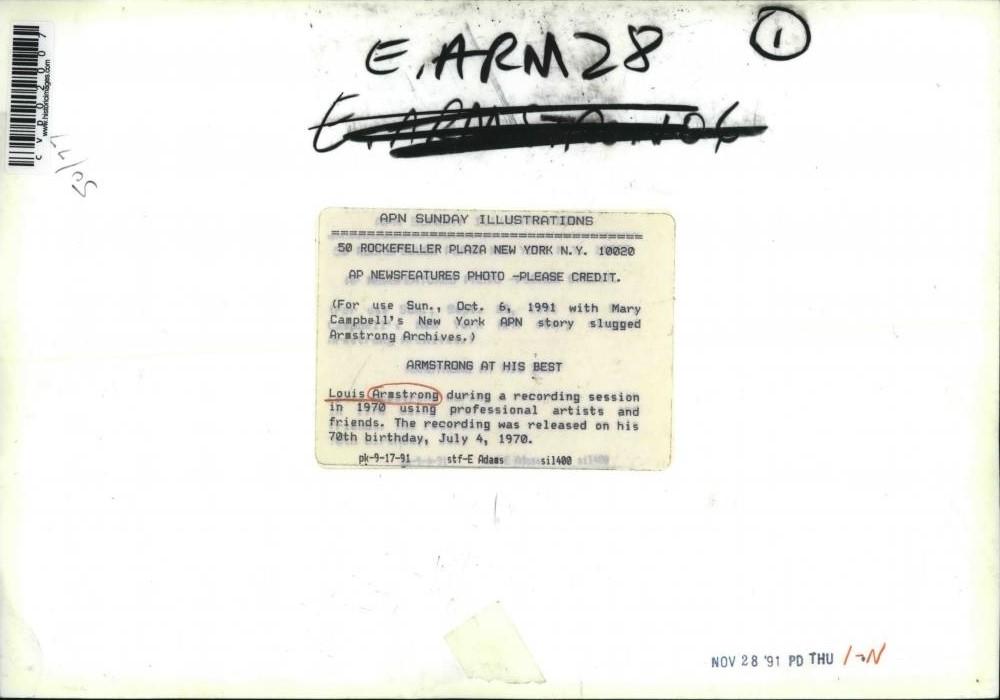 E.ARM28
1
www.historicimages.com
APN SUNDAY ILLUSTRATIONS
==========================================
50 ROCKEFELLER PLAZA NEW YORK N.Y. 10020
AP NEWSFEATURES PHOTO -PLEASE CREDIT.
(For use Sun., Oct. 6, 1991 with Mary
Campbell's New York APN story slugged
Armstrong Archives.)
ARMSTRONG AT HIS BEST
Louis Armstrong during a recording session
in 1970 using professional artists and
friends. The recording was released on his
70th birthday, July 4, 1970.
pk-9-17-91 stf-E Adams sil400
NOV 28 '91 PD THU